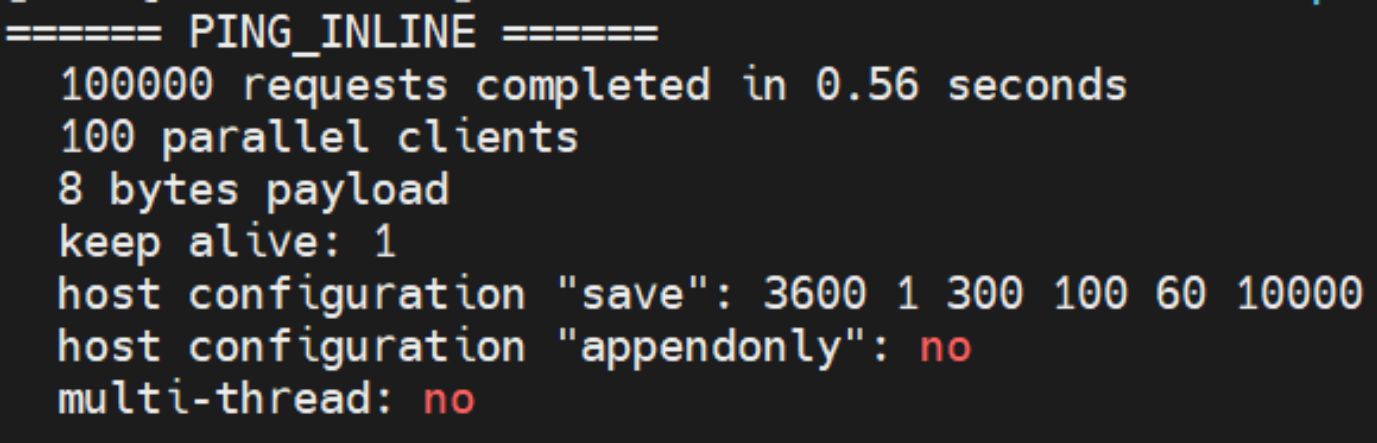 ====== PING_INLINE ======
100000 requests completed in 0.56 seconds
100 parallel clients
8 bytes payload
keep alive: 1
host configuration "save": 3600 1 300 100 60 10000
host configuration "appendonly": no
multi-thread: no